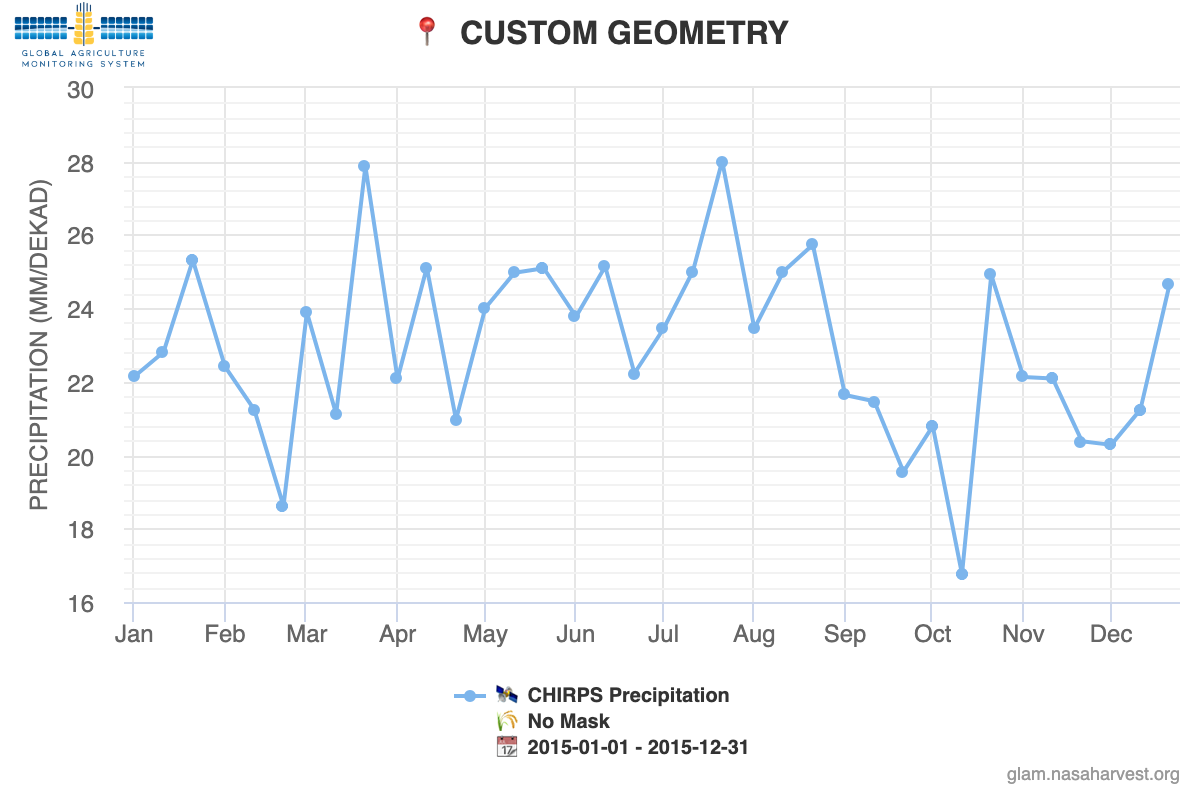 GLOBAL AGRICULTURE
MONITORING SYSTEM
CUSTOM GEOMETRY
PRECIPITATION (MM/DEKAD)
30
28
26
24
22
20
18
16
Jan Feb Mar Apr May Jun Jul Aug Sep Oct Nov Dec
CHIRPS Precipitation
No Mask
2015-01-01 - 2015-12-31
glam.nasaharvest.org